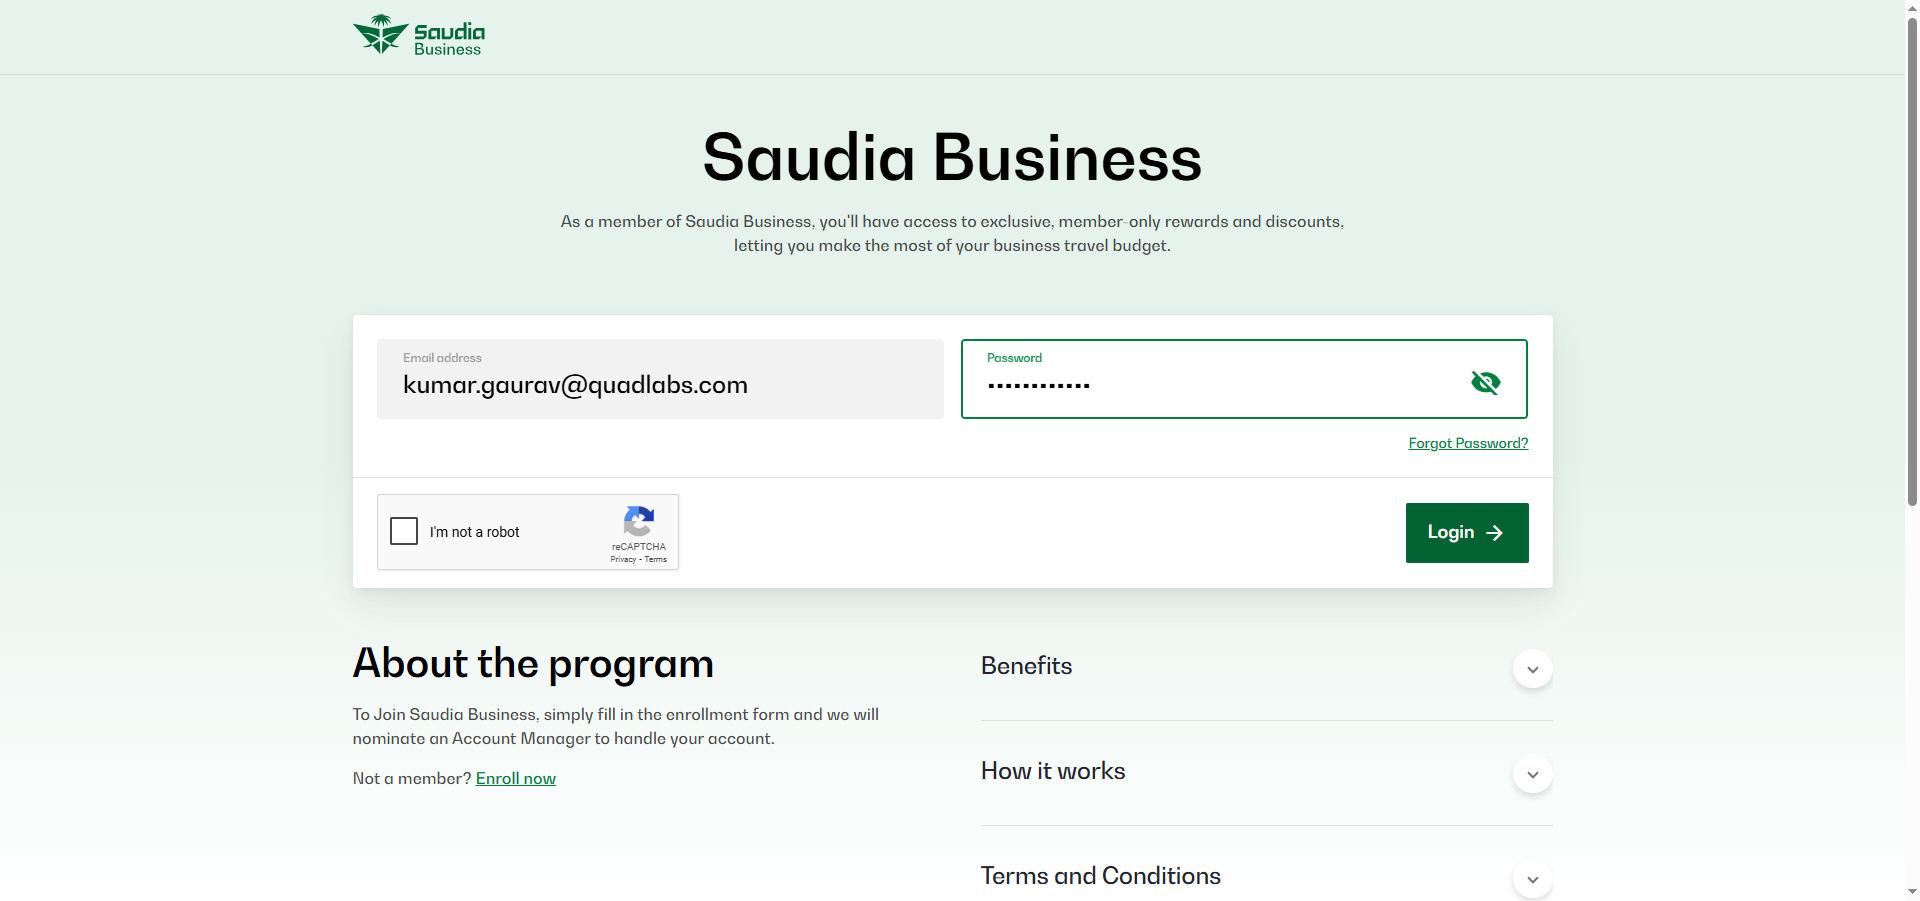 Saudia
Business
Saudia Business
As a member of Saudia Business, you'll have access to exclusive, member-only rewards and discounts,
letting you make the most of your business travel budget.
Email address
kumar.gaurav@quadlabs.com
Password
••••••••••••
Forgot Password?
I'm not a robot
reCAPTCHA
Privacy - Terms
Login
About the program
To Join Saudia Business, simply fill in the enrollment form and we will
nominate an Account Manager to handle your account.
Not a member? Enroll now
Benefits
How it works
Terms and Conditions